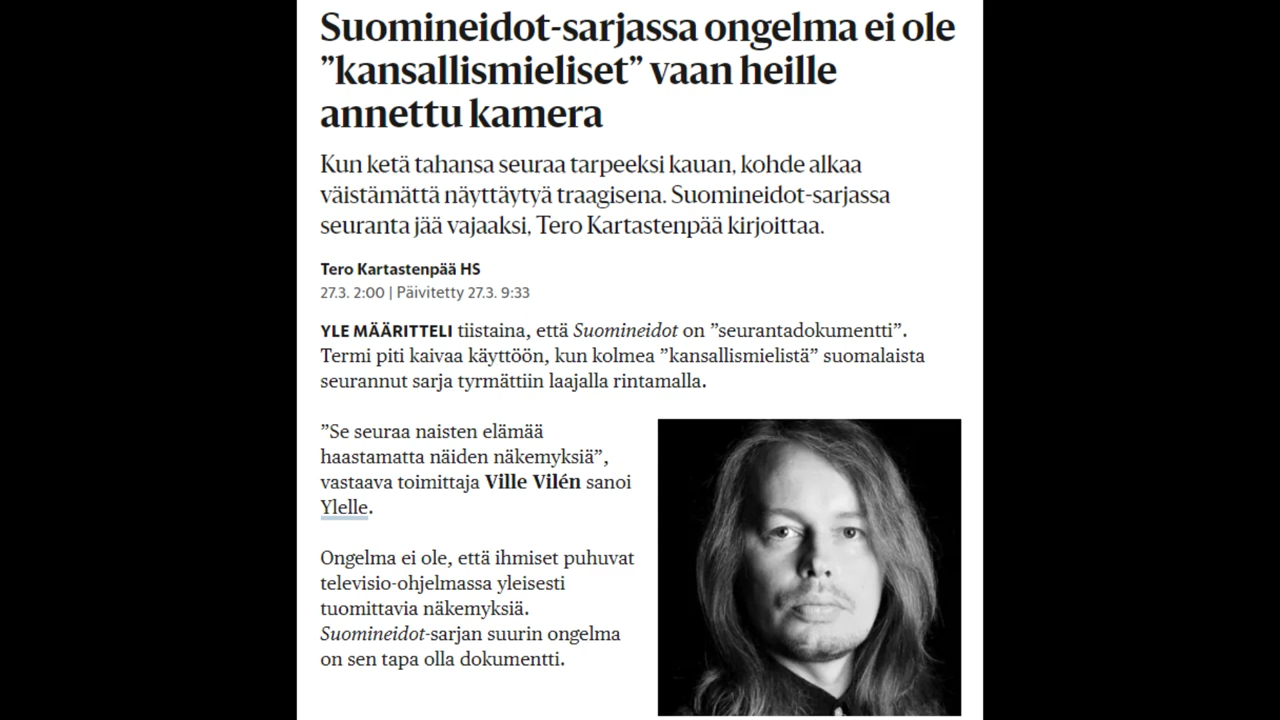 Suomineidot-sarjassa ongelma ei ole
”kansallismieliset” vaan heille
annettu kamera
Kun ketä tahansa seuraa tarpeeksi kauan, kohde alkaa
väistämättä näyttäytyä traagisena. Suomineidot-sarjassa
seuranta jää vajaaksi, Tero Kartastenpää kirjoittaa.
Tero Kartastenpää HS
27.3. 2:00 | Päivitetty 27.3. 9:33
YLE MÄÄRITTELI tiistaina, että Suomineidot on ”seurantadokumentti”.
Termi piti kaivaa käyttöön, kun kolmea ”kansallismielistä” suomalaista
seurannut sarja tyrmättiin laajalla rintamalla.
”Se seuraa naisten elämää
haastamatta näiden näkemyksiä”,
vastaava toimittaja Ville Vilén sanoi
Ylelle.
Ongelma ei ole, että ihmiset puhuvat
televisio-ohjelmassa yleisesti
tuomittavia näkemyksiä.
Suomineidot-sarjan suurin ongelma
on sen tapa olla dokumentti.